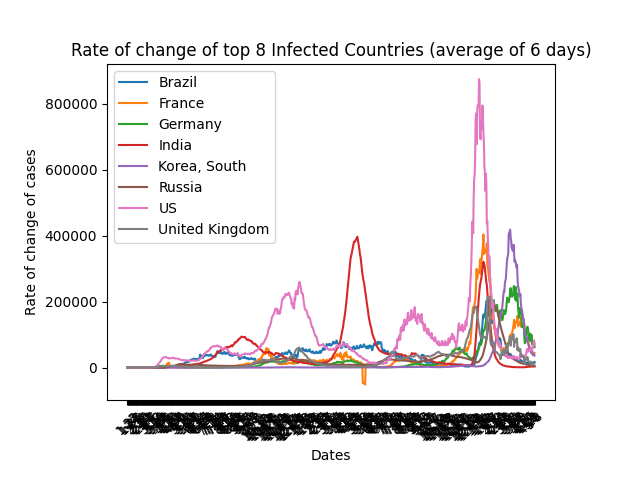 Rate of change of top 8 Infected Countries (average of 6 days)
Brazil
France
Germany
India
Korea, South
Russia
US
United Kingdom
800000
600000
400000
200000
0
Rate of change of cases
Dates